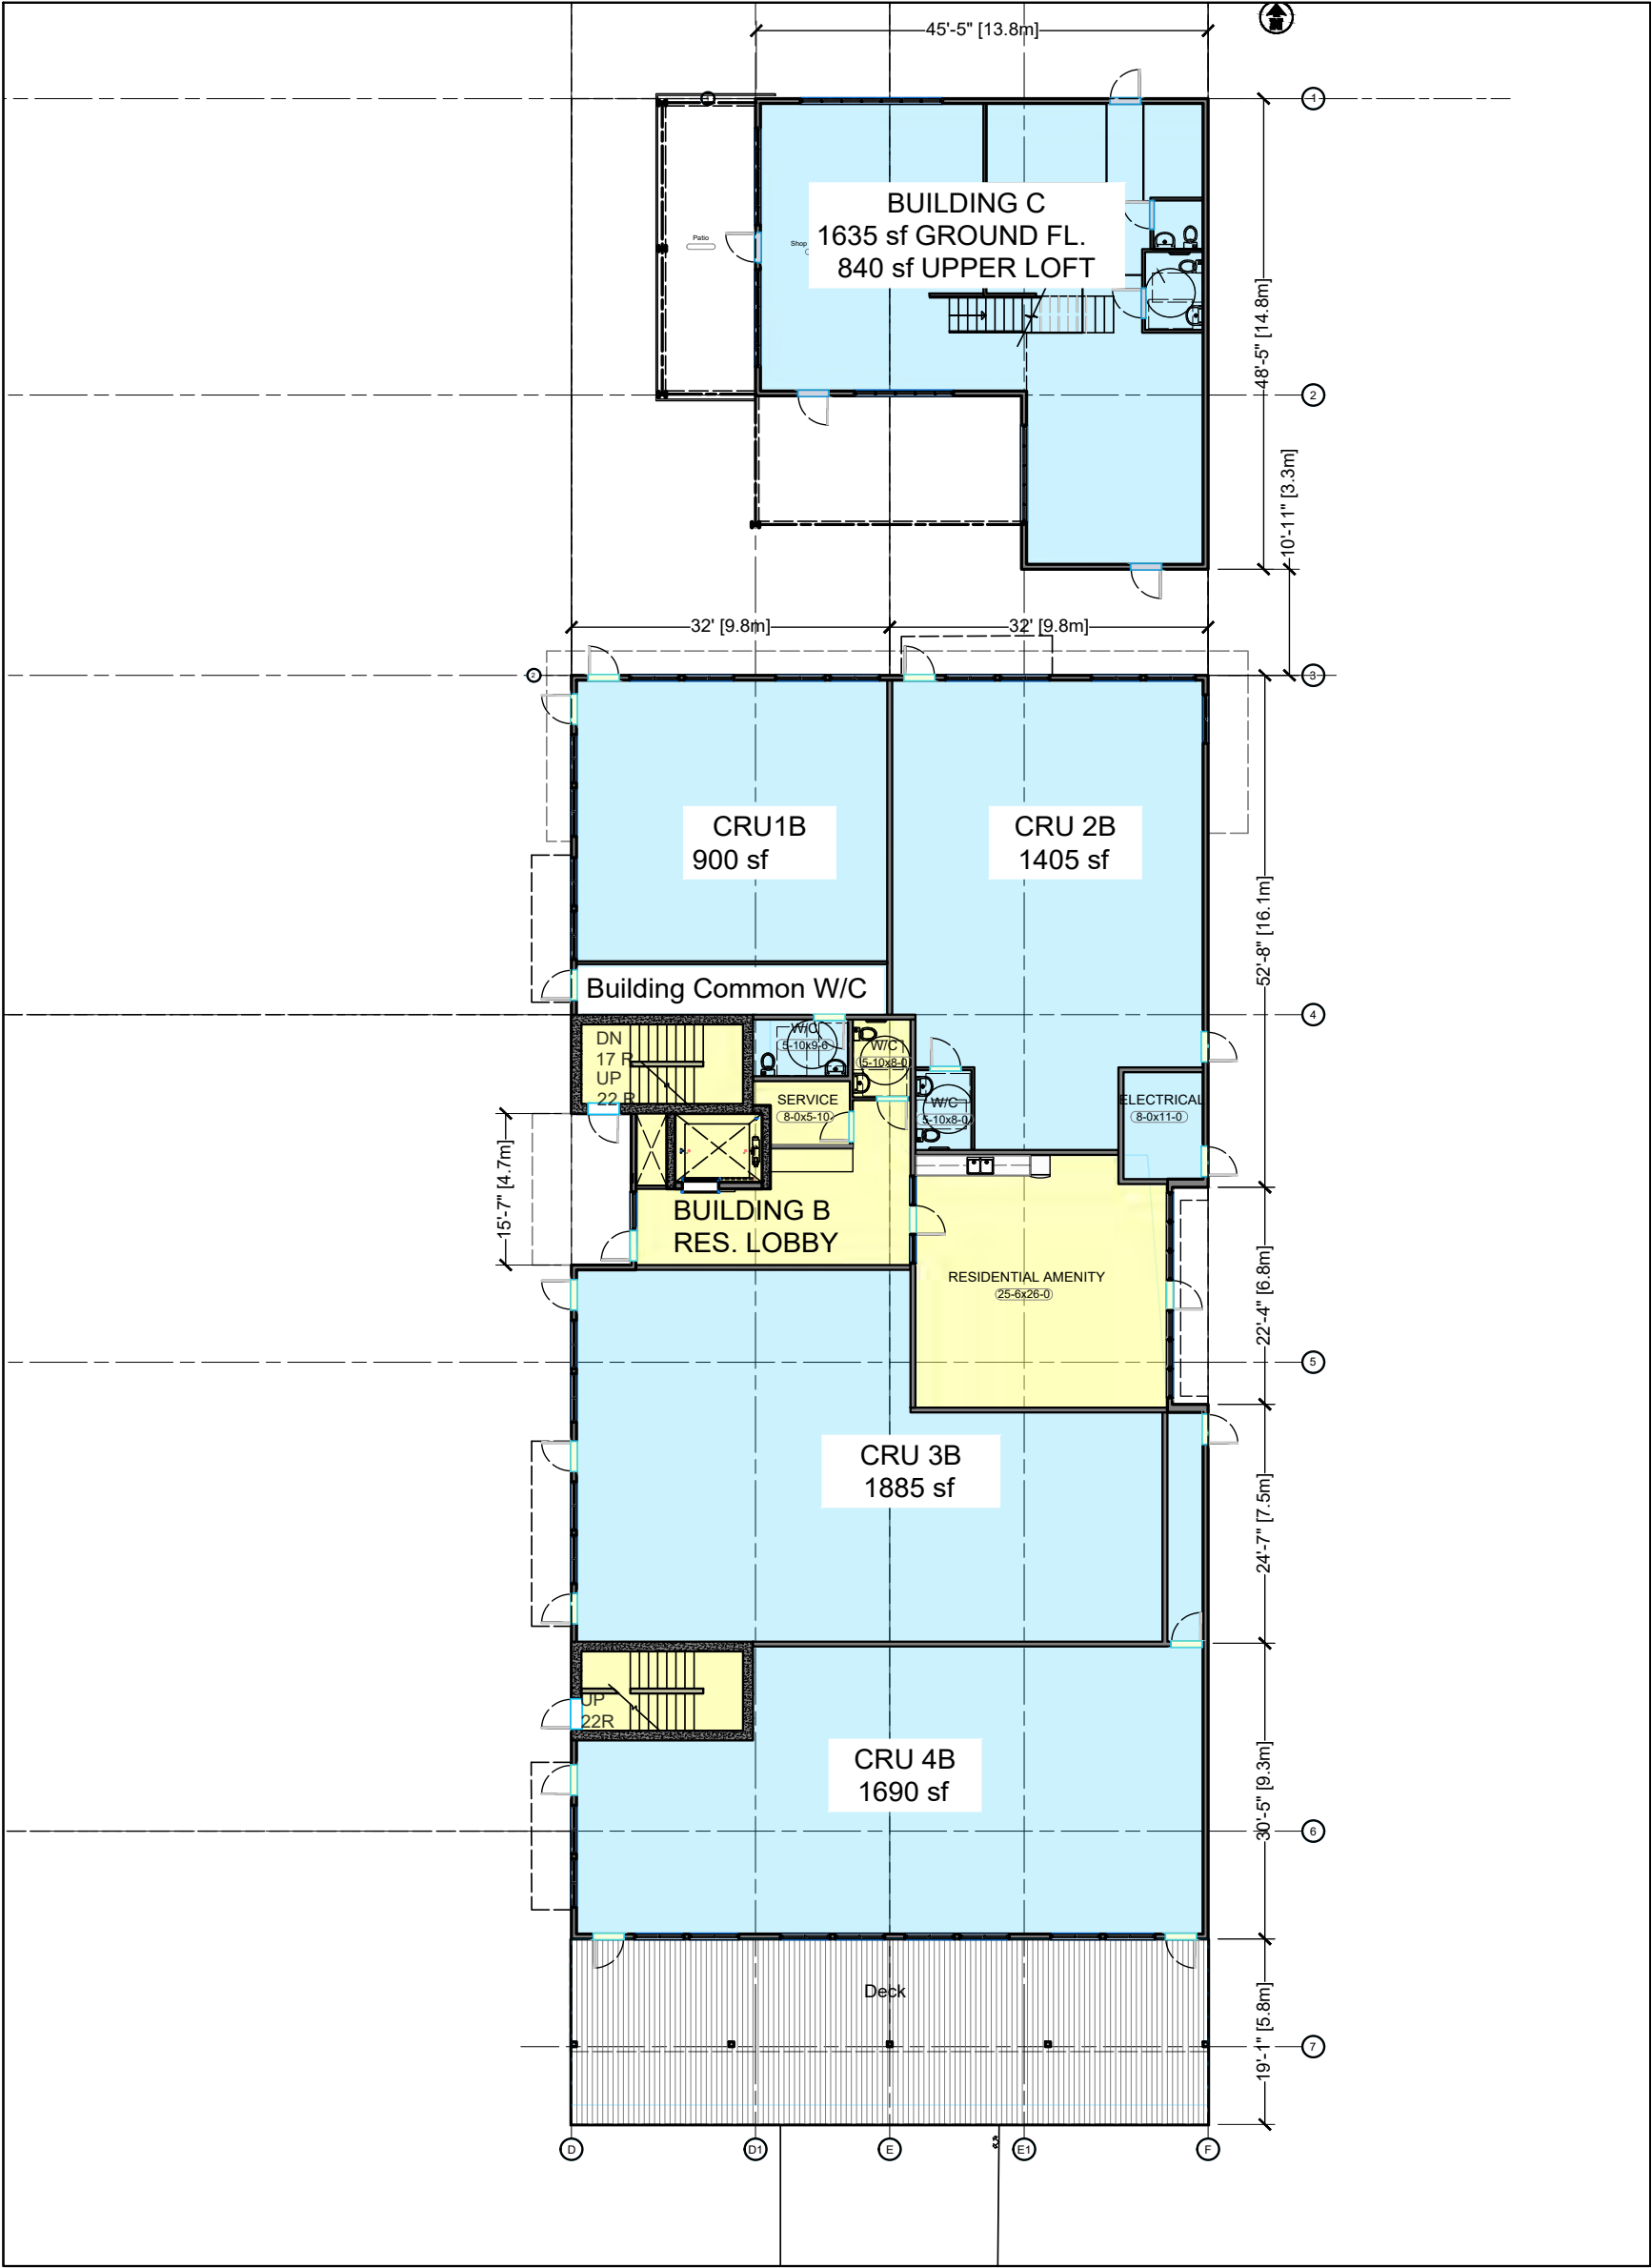 45'-5" [13.8m]
1
1
BUILDING C
1635 sf GROUND FL.
840 sf UPPER LOFT
Patio
Shop
48'-5" [14.8m]
2
10'-11" [3.3m]
32' [9.8m]
32' [9.8m]
2
3
CRU1B
900 sf
CRU 2B
1405 sf
52'-8" [16.1m]
Building Common W/C
4
DN
17 R
UP
22 R
W/C
5-10x9-6
W/C
5-10x8-0
SERVICE
8-0x5-10
W/C
5-10x8-0
ELECTRICAL
8-0x11-0
15'-7" [4.7m]
BUILDING B
RES. LOBBY
RESIDENTIAL AMENITY
25-6x26-0
22'-4" [6.8m]
5
CRU 3B
1885 sf
24'-7" [7.5m]
UP
22R
CRU 4B
1690 sf
30'-5" [9.3m]
6
Deck
19'-1" [5.8m]
7
D
D1
E
E1
F